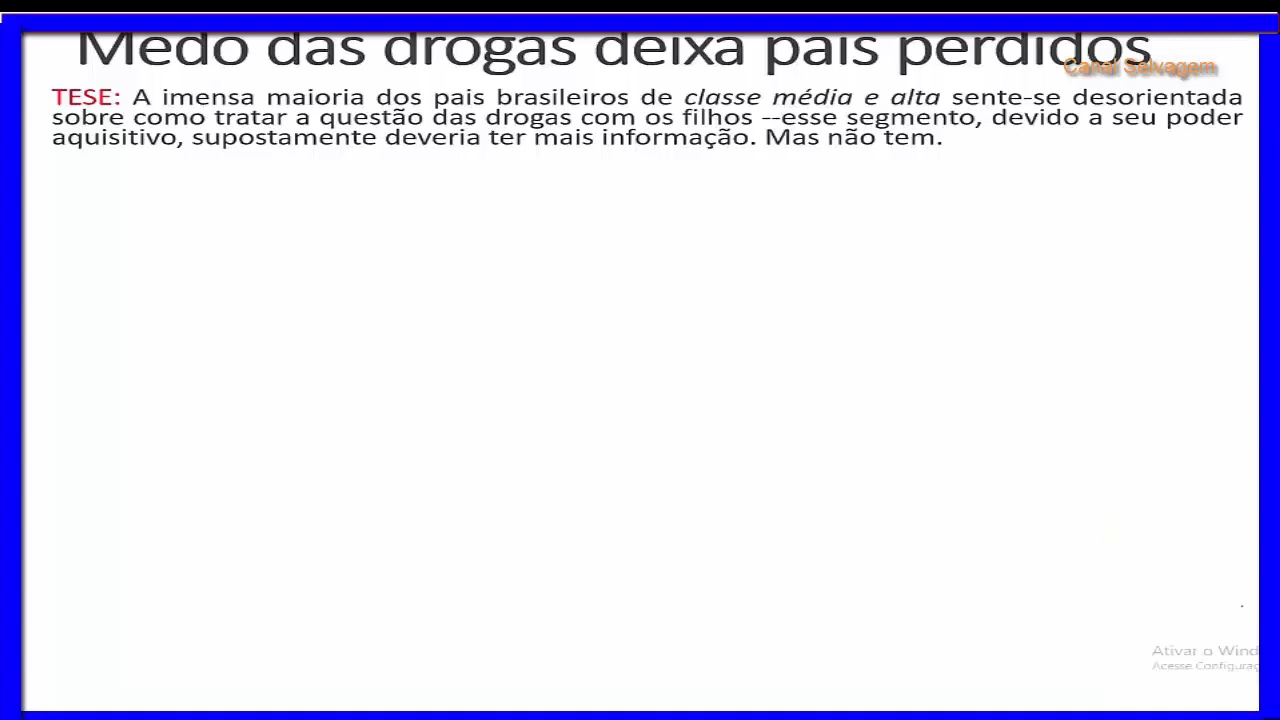 Medo das drogas deixa pais perdidos
Canal Selvagem
TESE: A imensa maioria dos pais brasileiros de classe média e alta sente-se desorientada
sobre como tratar a questão das drogas com os filhos --esse segmento, devido a seu poder
aquisitivo, supostamente deveria ter mais informação. Mas não tem.
.
Ativar o Wind
Acesse Configuraç